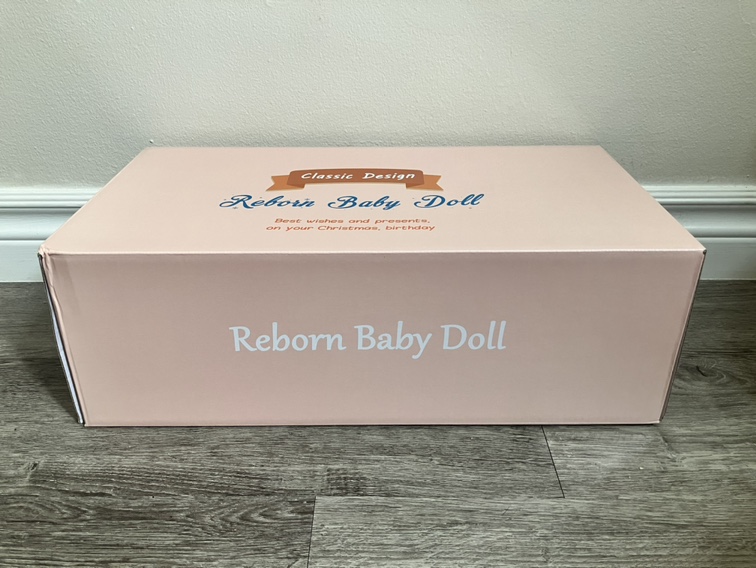 Classic Design
Reborn Baby Doll
Best wishes and presents,
on your Christmas, birthday
Reborn Baby Doll